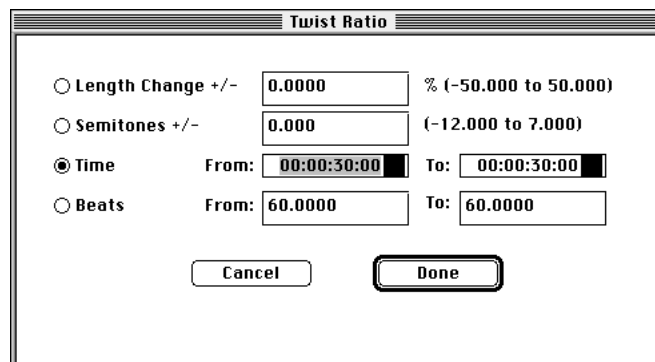 Twist Ratio
Length Change +/- 0.0000 % (-50.000 to 50.000)
Semitones +/- 0.000 (-12.000 to 7.000)
Time From: 00:00:30:00 To: 00:00:30:00
Beats From: 60.0000 To: 60.0000
Cancel Done